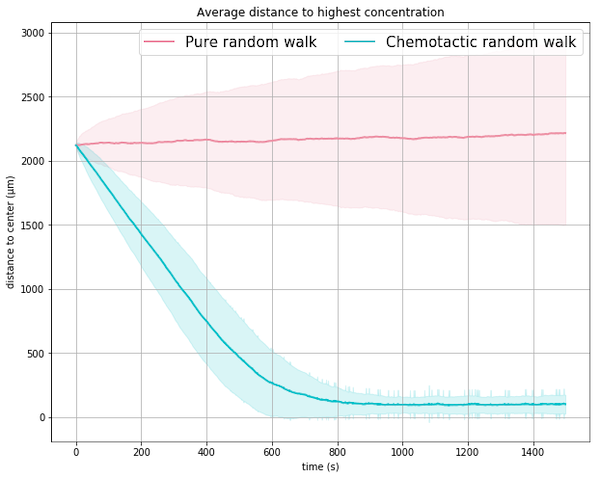 Average distance to highest concentration
Pure random walk Chemotactic random walk
3000
2500
2000
1500
1000
500
0
distance to center (μm)
0 200 400 600 800 1000 1200 1400
time (s)